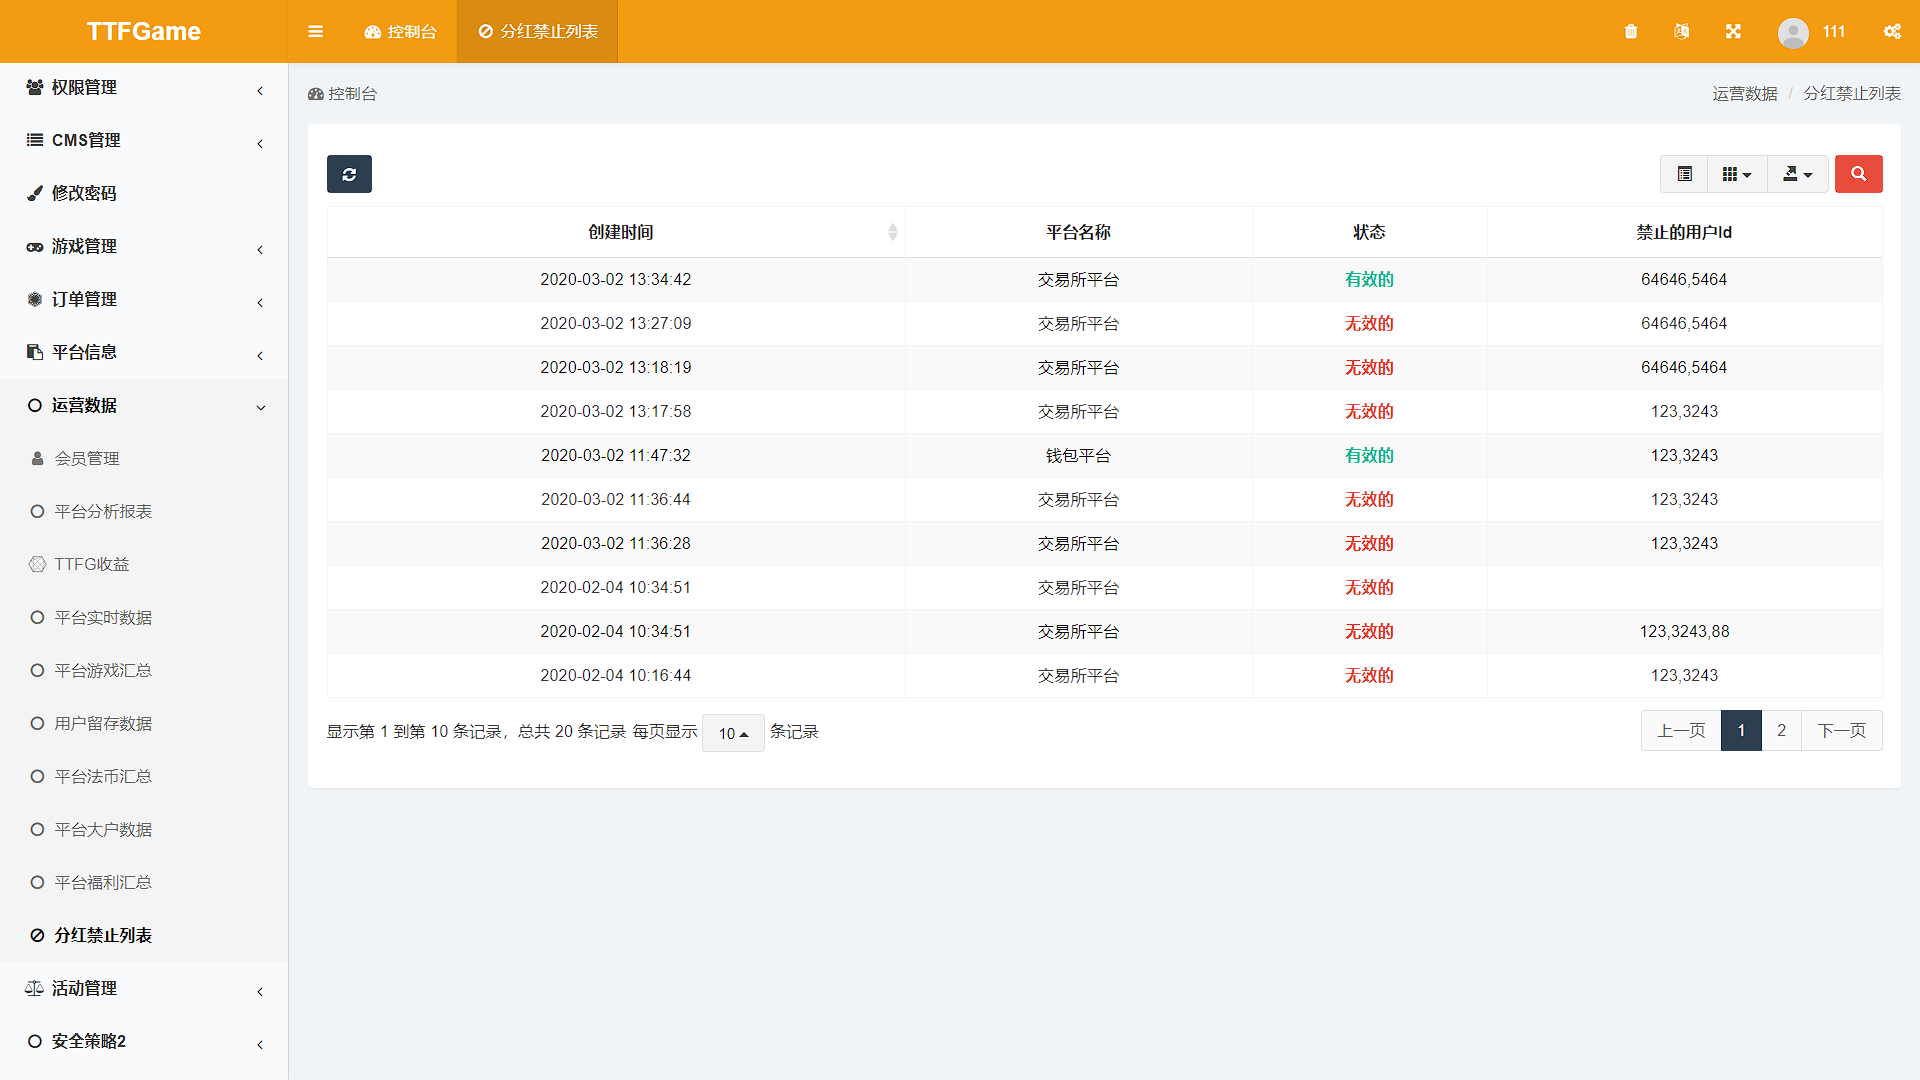 TTFGame
控制台
分红禁止列表
111
权限管理
CMS管理
修改密码
游戏管理
订单管理
平台信息
运营数据
会员管理
平台分析报表
TTFG收益
平台实时数据
平台游戏汇总
用户留存数据
平台法币汇总
平台大户数据
平台福利汇总
分红禁止列表
活动管理
安全策略2
控制台
运营数据 / 分红禁止列表
创建时间 平台名称 状态 禁止的用户Id
2020-03-02 13:34:42 交易所平台 有效的 64646,5464
2020-03-02 13:27:09 交易所平台 无效的 64646,5464
2020-03-02 13:18:19 交易所平台 无效的 64646,5464
2020-03-02 13:17:58 交易所平台 无效的 123,3243
2020-03-02 11:47:32 钱包平台 有效的 123,3243
2020-03-02 11:36:44 交易所平台 无效的 123,3243
2020-03-02 11:36:28 交易所平台 无效的 123,3243
2020-02-04 10:34:51 交易所平台 无效的
2020-02-04 10:34:51 交易所平台 无效的 123,3243,88
2020-02-04 10:16:44 交易所平台 无效的 123,3243
显示第 1 到第 10 条记录，总共 20 条记录 每页显示 10 条记录
上一页 1 2 下一页